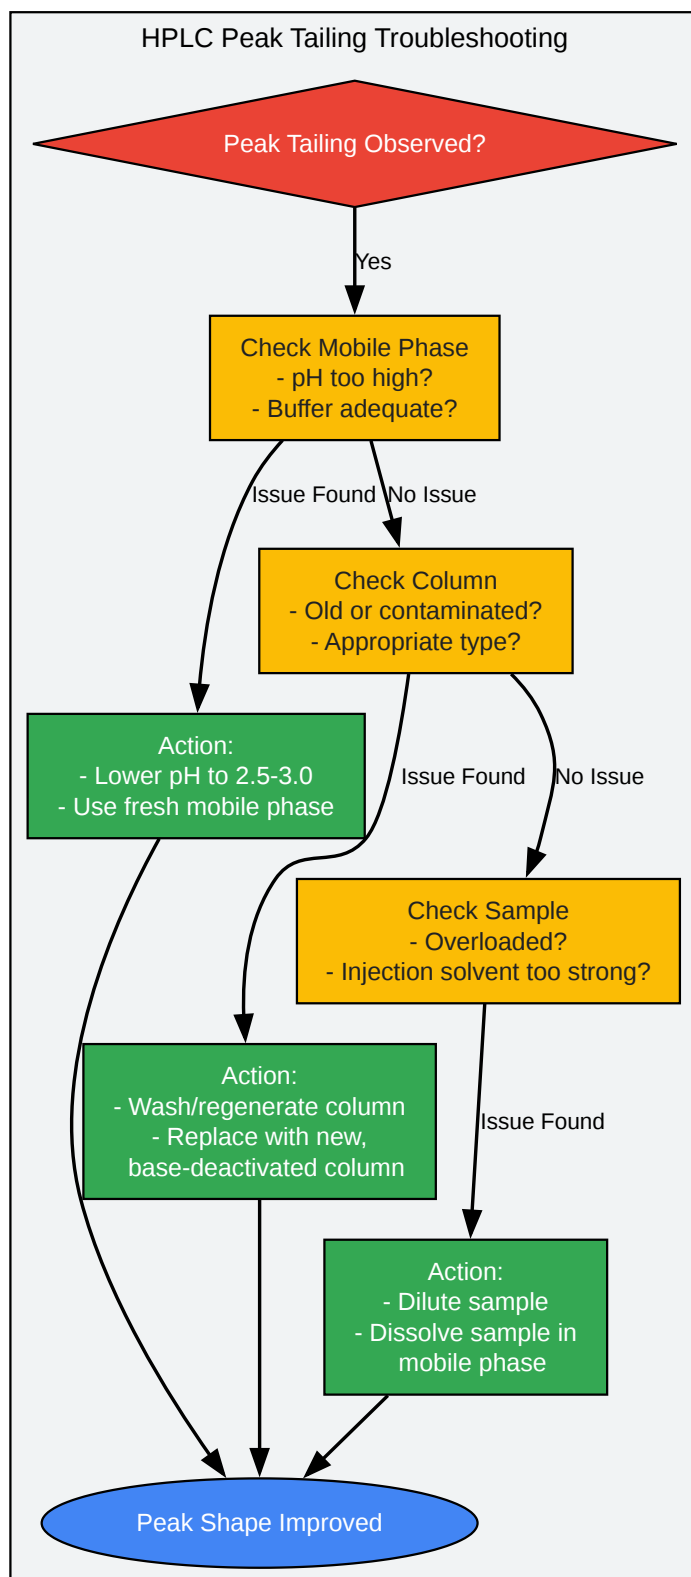 HPLC Peak Tailing Troubleshooting
Peak Tailing Observed?
Yes
Check Mobile Phase
- pH too high?
- Buffer adequate?
Issue Found
No Issue
Check Column
- Old or contaminated?
- Appropriate type?
Action:
- Lower pH to 2.5-3.0
- Use fresh mobile phase
Issue Found
No Issue
Check Sample
- Overloaded?
- Injection solvent too strong?
Action:
- Wash/regenerate column
- Replace with new,
base-deactivated column
Issue Found
Action:
- Dilute sample
- Dissolve sample in
mobile phase
Peak Shape Improved